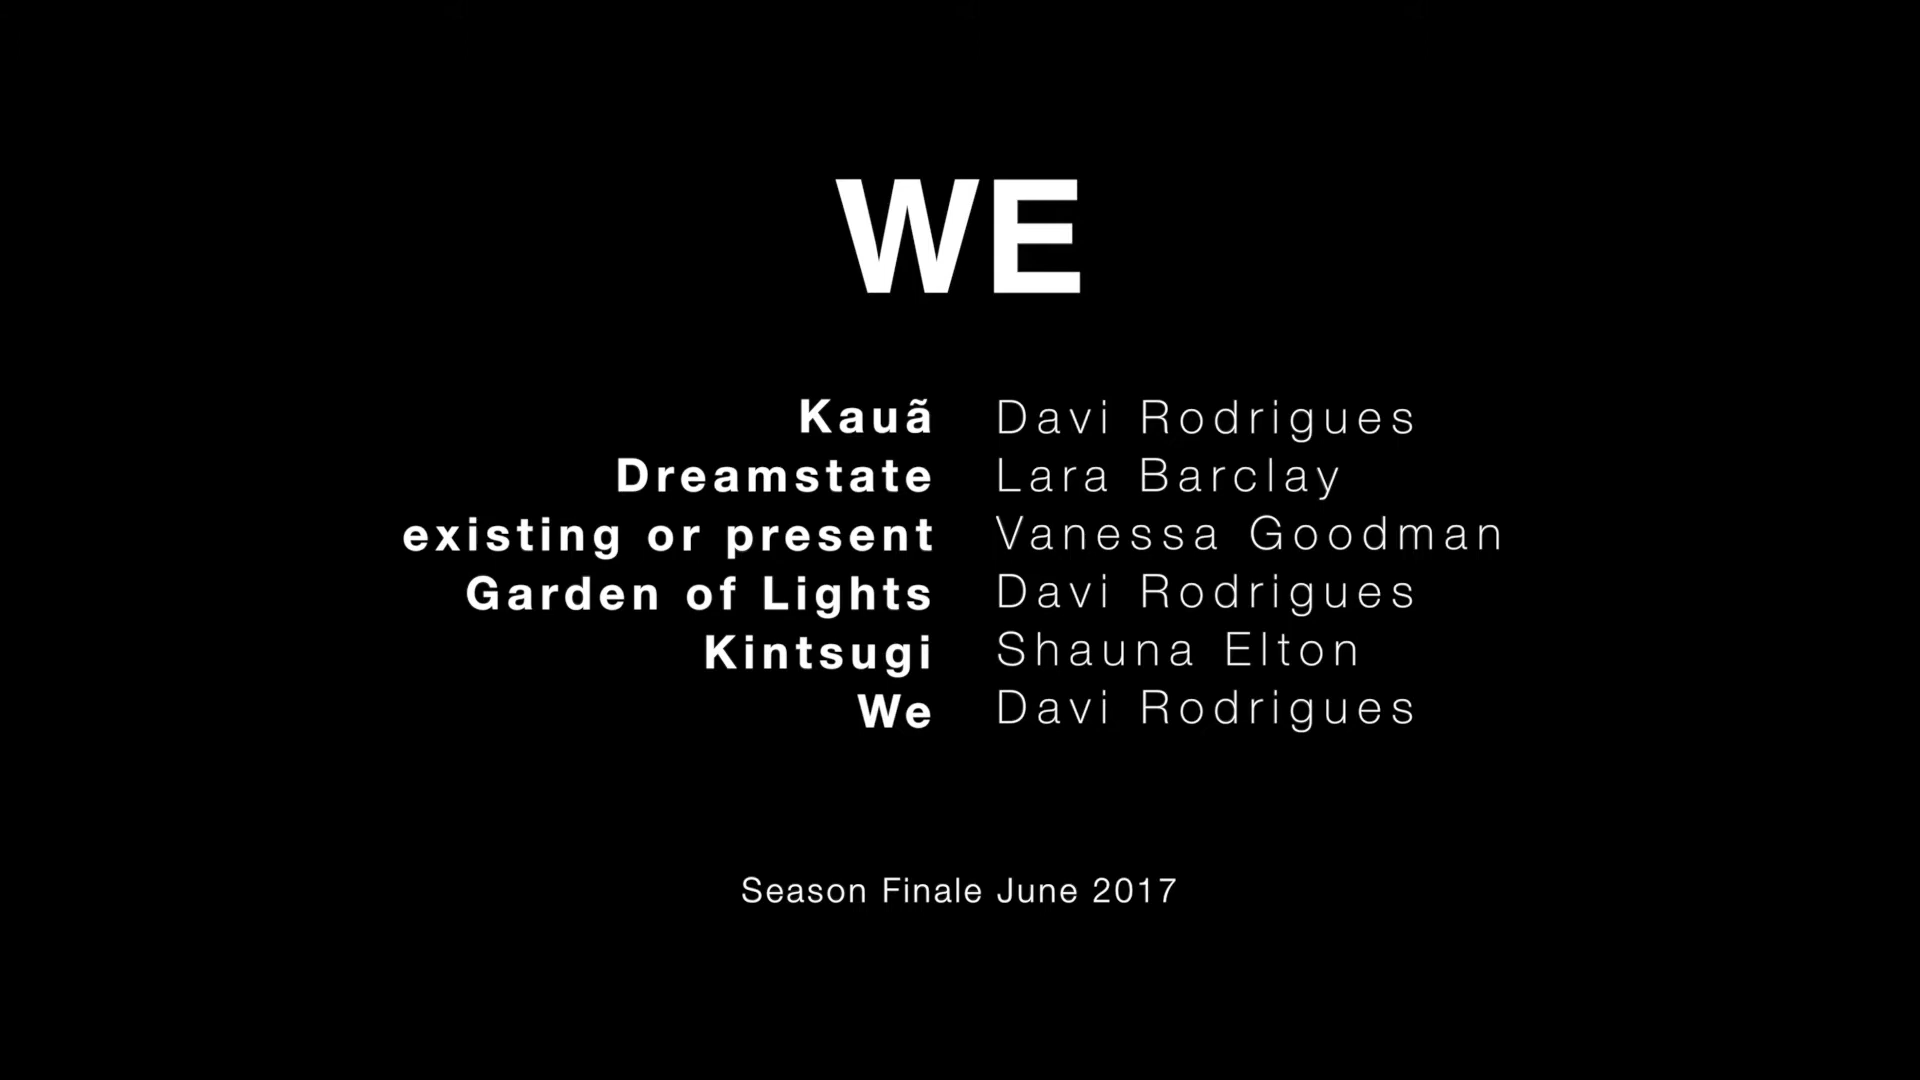 WE
Kauã Davi Rodrigues
Dreamstate Lara Barclay
existing or present Vanessa Goodman
Garden of Lights Davi Rodrigues
Kintsugi Shauna Elton
We Davi Rodrigues
Season Finale June 2017